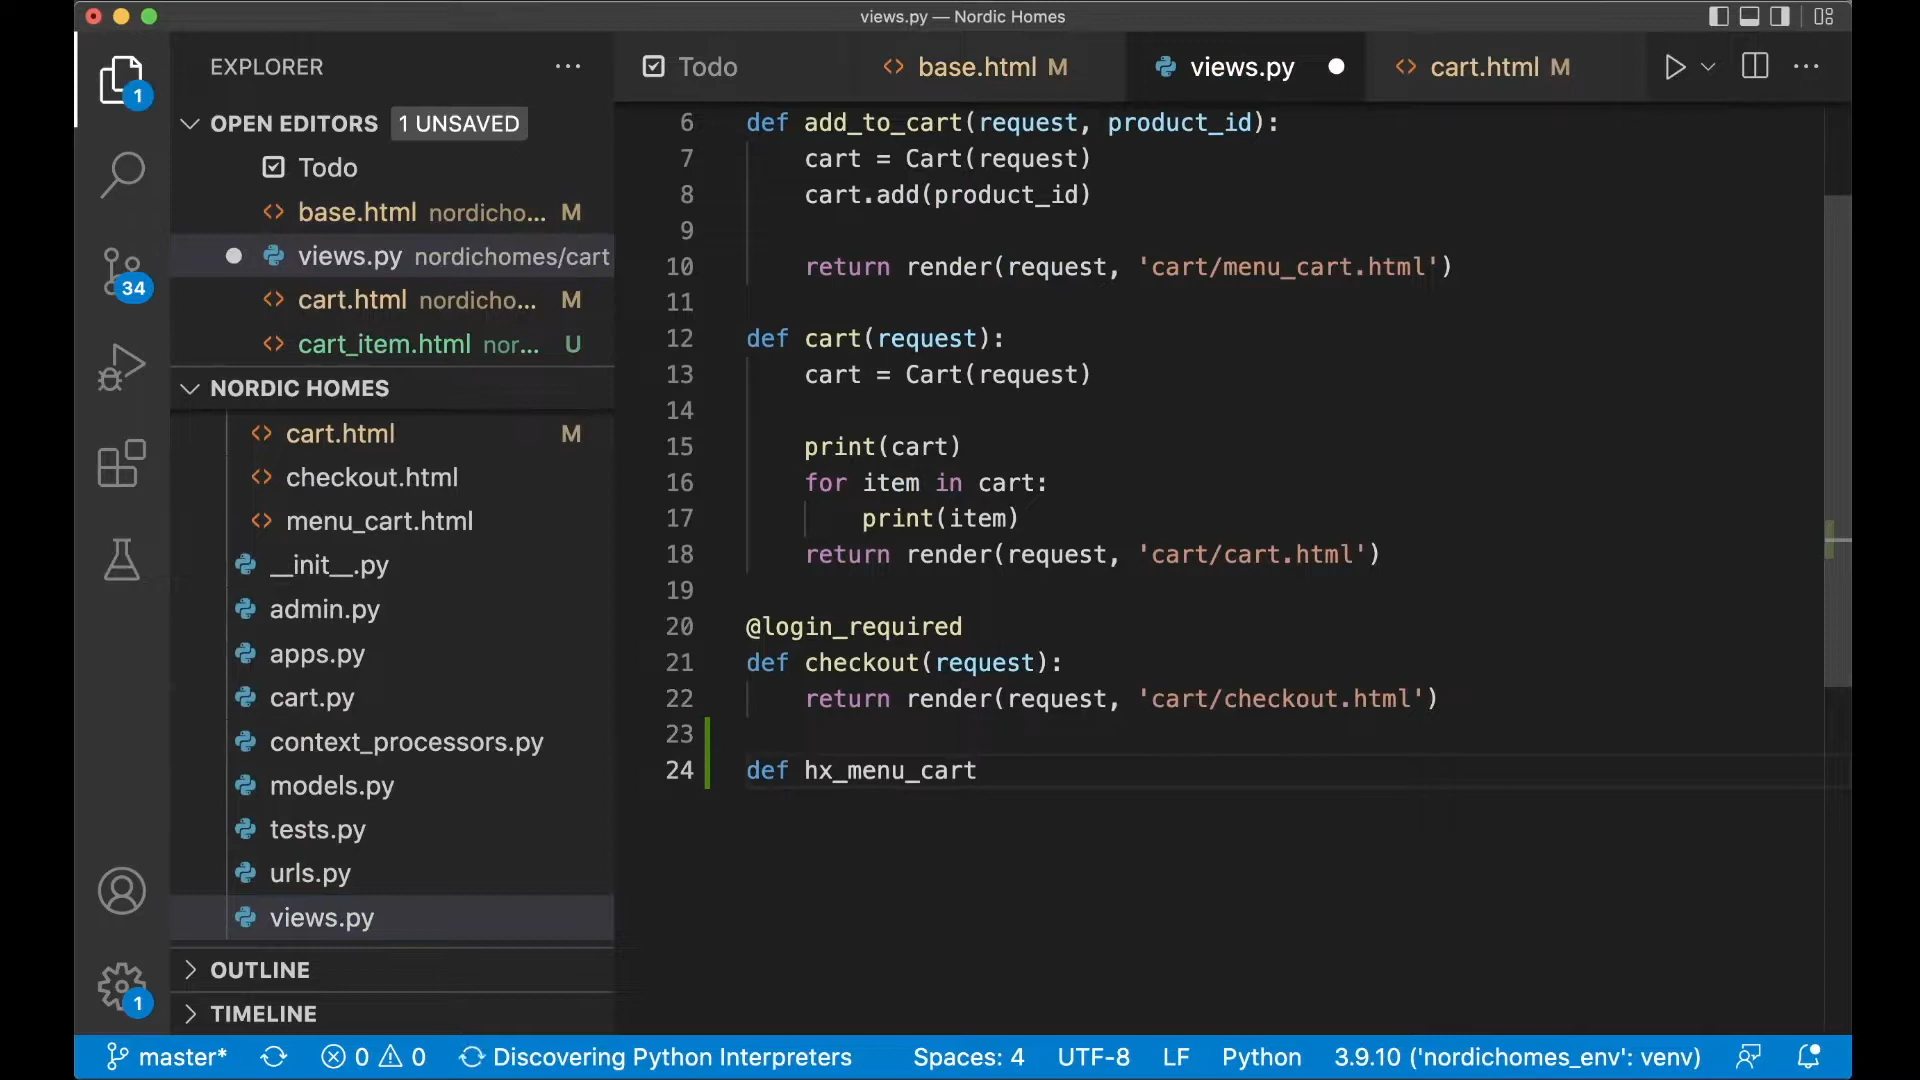 views.py — Nordic Homes
EXPLORER
Todo
base.html M
views.py
cart.html M
OPEN EDITORS 1 UNSAVED
Todo
base.html nordicho... M
views.py nordichomes/cart
cart.html nordicho... M
cart_item.html nor... U
NORDIC HOMES
cart.html M
checkout.html
menu_cart.html
__init__.py
admin.py
apps.py
cart.py
context_processors.py
models.py
tests.py
urls.py
views.py
OUTLINE
TIMELINE
1
34
1
6 def add_to_cart(request, product_id):
7 cart = Cart(request)
8 cart.add(product_id)
9
10 return render(request, 'cart/menu_cart.html')
11
12 def cart(request):
13 cart = Cart(request)
14
15 print(cart)
16 for item in cart:
17 print(item)
18 return render(request, 'cart/cart.html')
19
20 @login_required
21 def checkout(request):
22 return render(request, 'cart/checkout.html')
23
24 def hx_menu_cart
master* 0 0 Discovering Python Interpreters Spaces: 4 UTF-8 LF Python 3.9.10 ('nordichomes_env': venv)